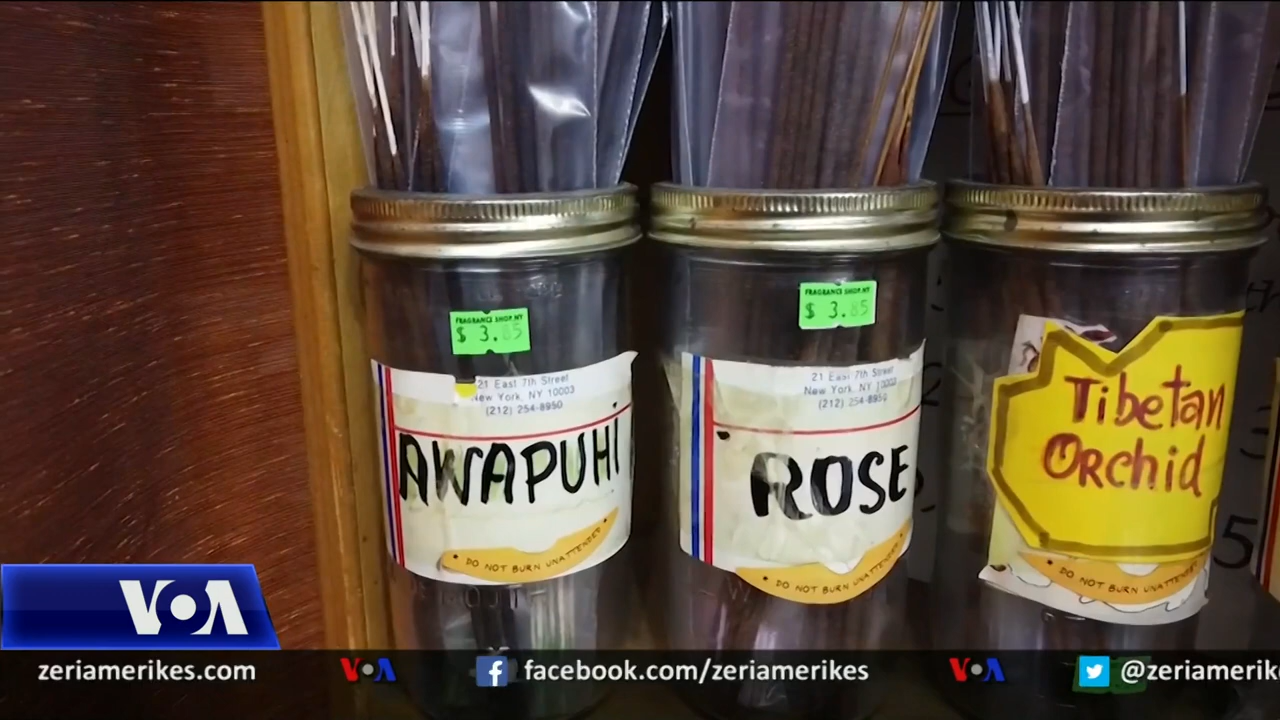 FRAGRANCE SHOP NY
$ 3.85
21 East 7th Street
New York, NY 10003
(212) 254-8950
AWAPUHI
DO NOT BURN UNATTENDED
FRAGRANCE SHOP NY
$ 3.85
21 East 7th Street
New York, NY 10003
(212) 254-8950
ROSE
DO NOT BURN UNATTENDED
Tibetan
Orchid
DO NOT BURN UNATTENDED
VOA
zeriamerikes.com
VOA
facebook.com/zeriamerikes
VOA
@zeriamerike